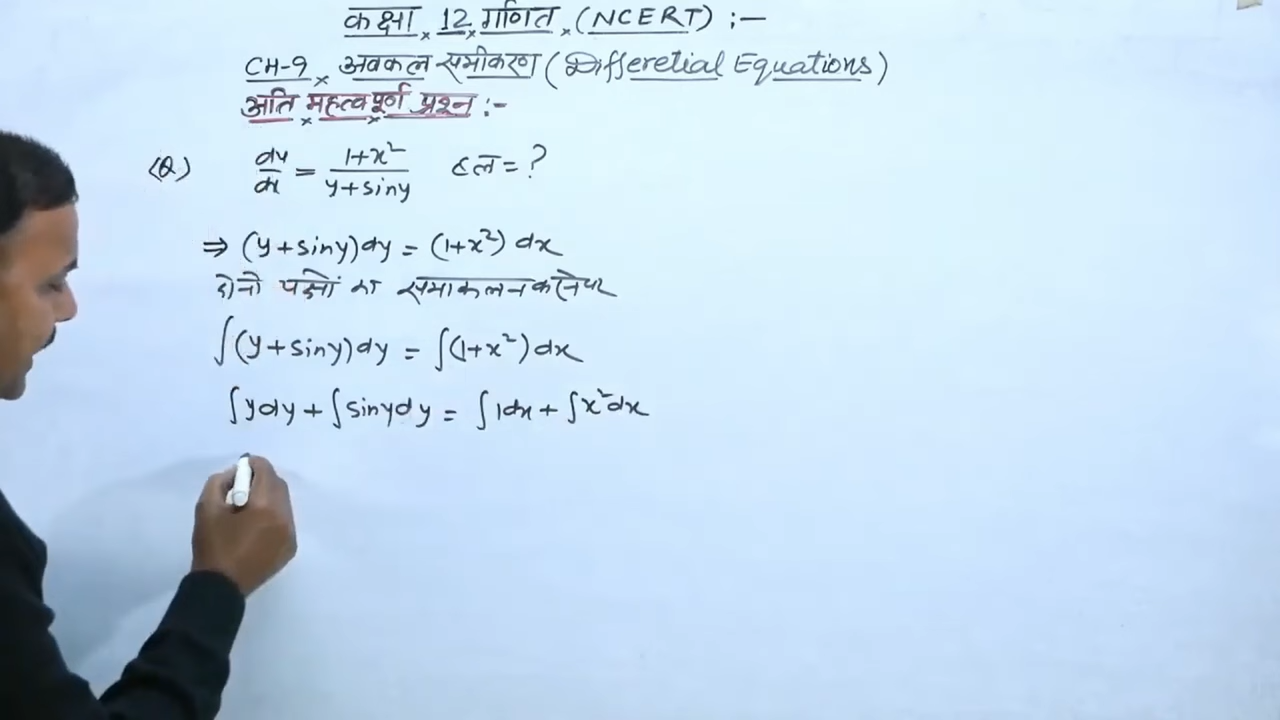 कक्षा × 12 × गणित × (NCERT) :—
CH-9 × अवकल समीकरण (Differetial Equations)
अति × महत्वपूर्ण × प्रश्न :-
(Q) dy/dx = 1+x²/y+siny हल = ?
⇒ (y+siny)dy = (1+x²) dx
दोनो पक्षों का समाकलन करने पर
∫(y+siny)dy = ∫(1+x²)dx
∫ydy + ∫sinydy = ∫1dx + ∫x²dx